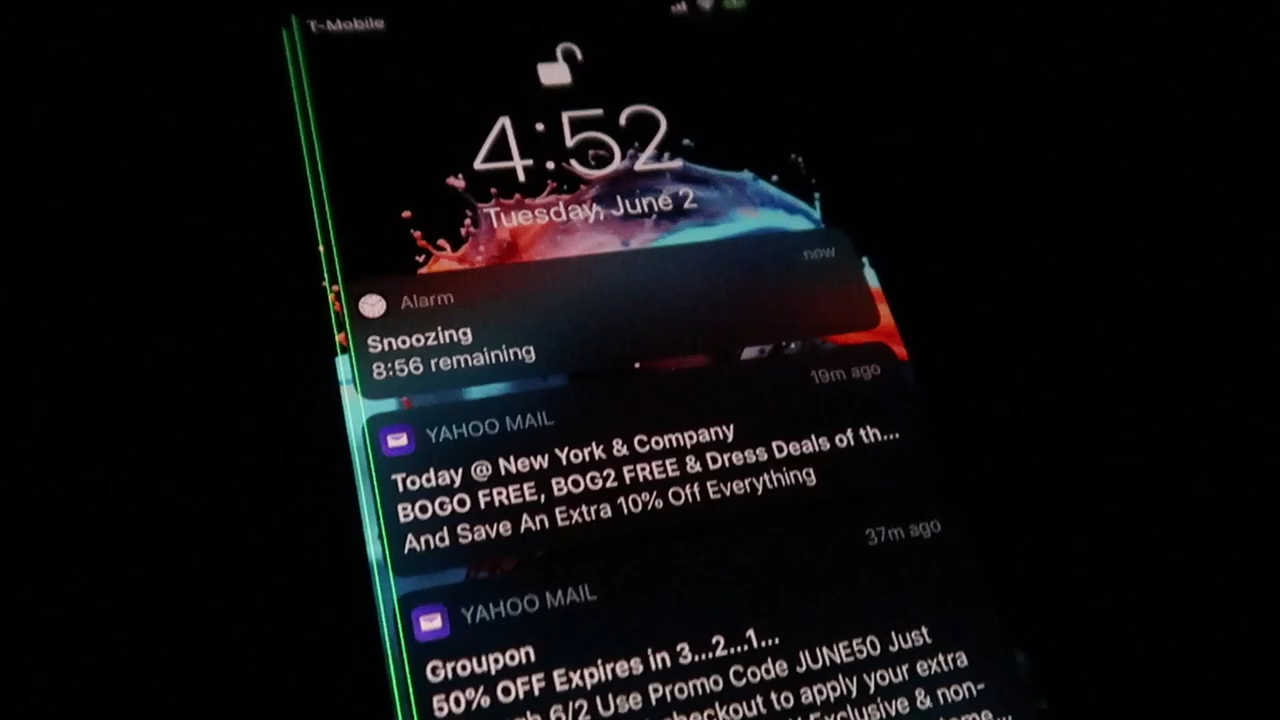 T-Mobile
4:52
Tuesday, June 2
Alarm
now
Snoozing
8:56 remaining
YAHOO MAIL
19m ago
Today @ New York & Company
BOGO FREE, BOG2 FREE & Dress Deals of th...
And Save An Extra 10% Off Everything
YAHOO MAIL
37m ago
Groupon
50% OFF Expires in 3...2...1...
6/2 Use Promo Code JUNE50 Just
checkout to apply your extra
Exclusive & non-